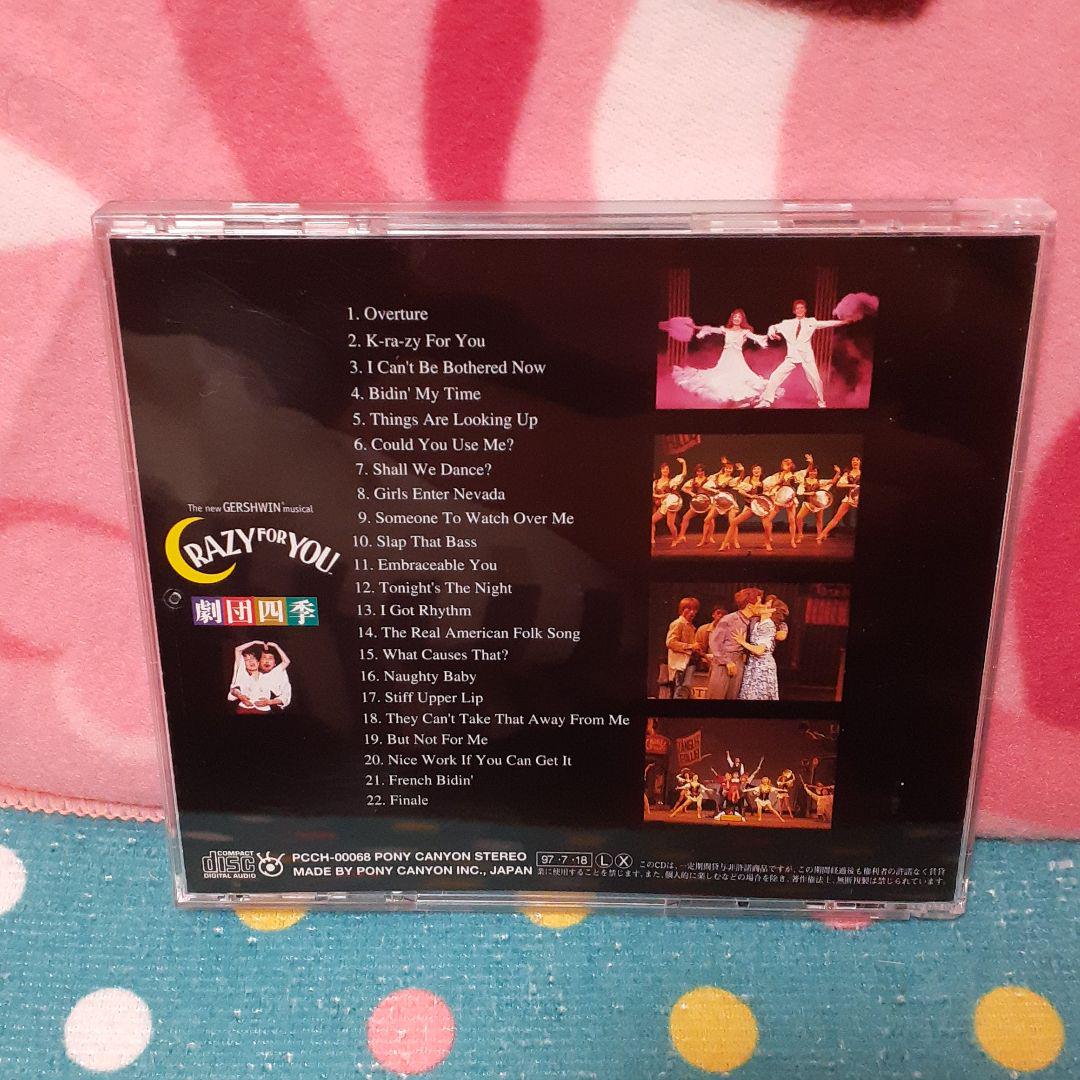 1. Overture
2. K-ra-zy For You
3. I Can't Be Bothered Now
4. Bidin' My Time
5. Things Are Looking Up
6. Could You Use Me?
7. Shall We Dance?
8. Girls Enter Nevada
9. Someone To Watch Over Me
10. Slap That Bass
11. Embraceable You
12. Tonight's The Night
13. I Got Rhythm
14. The Real American Folk Song
15. What Causes That?
16. Naughty Baby
17. Stiff Upper Lip
18. They Can't Take That Away From Me
19. But Not For Me
20. Nice Work If You Can Get It
21. French Bidin'
22. Finale
The new GERSHWIN® musical
CRAZY FOR YOU
劇団四季
COMPACT
disc
DIGITAL AUDIO
PCCH-00068 PONY CANYON STEREO
MADE BY PONY CANYON INC., JAPAN
97・7・18 L X
このCDは、一定期間貸与非許諾商品ですが、この期間経過後も権利者の許諾なく賃貸
業に使用することを禁じます。また、個人的に楽しむなどの場合を除き、著作権法上、無断複製は禁じられています。